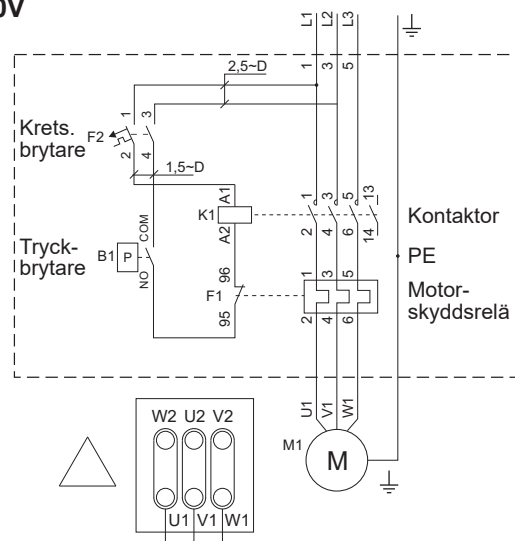 0V
L1 L2 L3
1 3 5
2,5~D
Krets.
brytare
F2
1 3
2 4
1,5~D
A1
K1
A2
1 3 5 13
2 4 6 14
Kontaktor
Tryck-
brytare
B1
P
COM
NO
PE
96
F1
95
1 3 5
2 4 6
Motor-
skyddsrelä
U1 V1 W1
M1
M
W2 U2 V2
U1 V1 W1